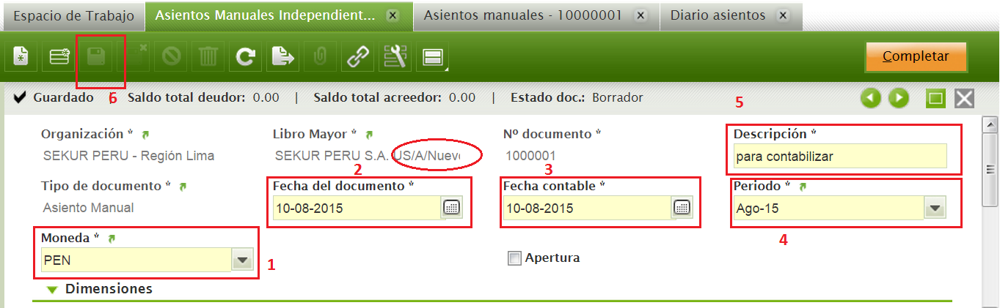 Espacio de Trabajo
Asientos Manuales Independient...
Asientos manuales - 10000001
Diario asientos
Completar
6
Guardado | Saldo total deudor: 0.00 | Saldo total acreedor: 0.00 | Estado doc.: Borrador
5
Organización * Libro Mayor * Nº documento * Descripción *
SEKUR PERU - Región Lima SEKUR PERU S.A. US/A/Nuevo 1000001 para contabilizar
2 3
Tipo de documento * Fecha del documento * Fecha contable * Periodo *
Asiento Manual 10-08-2015 10-08-2015 Ago-15
4
Moneda *
PEN
1
Apertura
Dimensiones